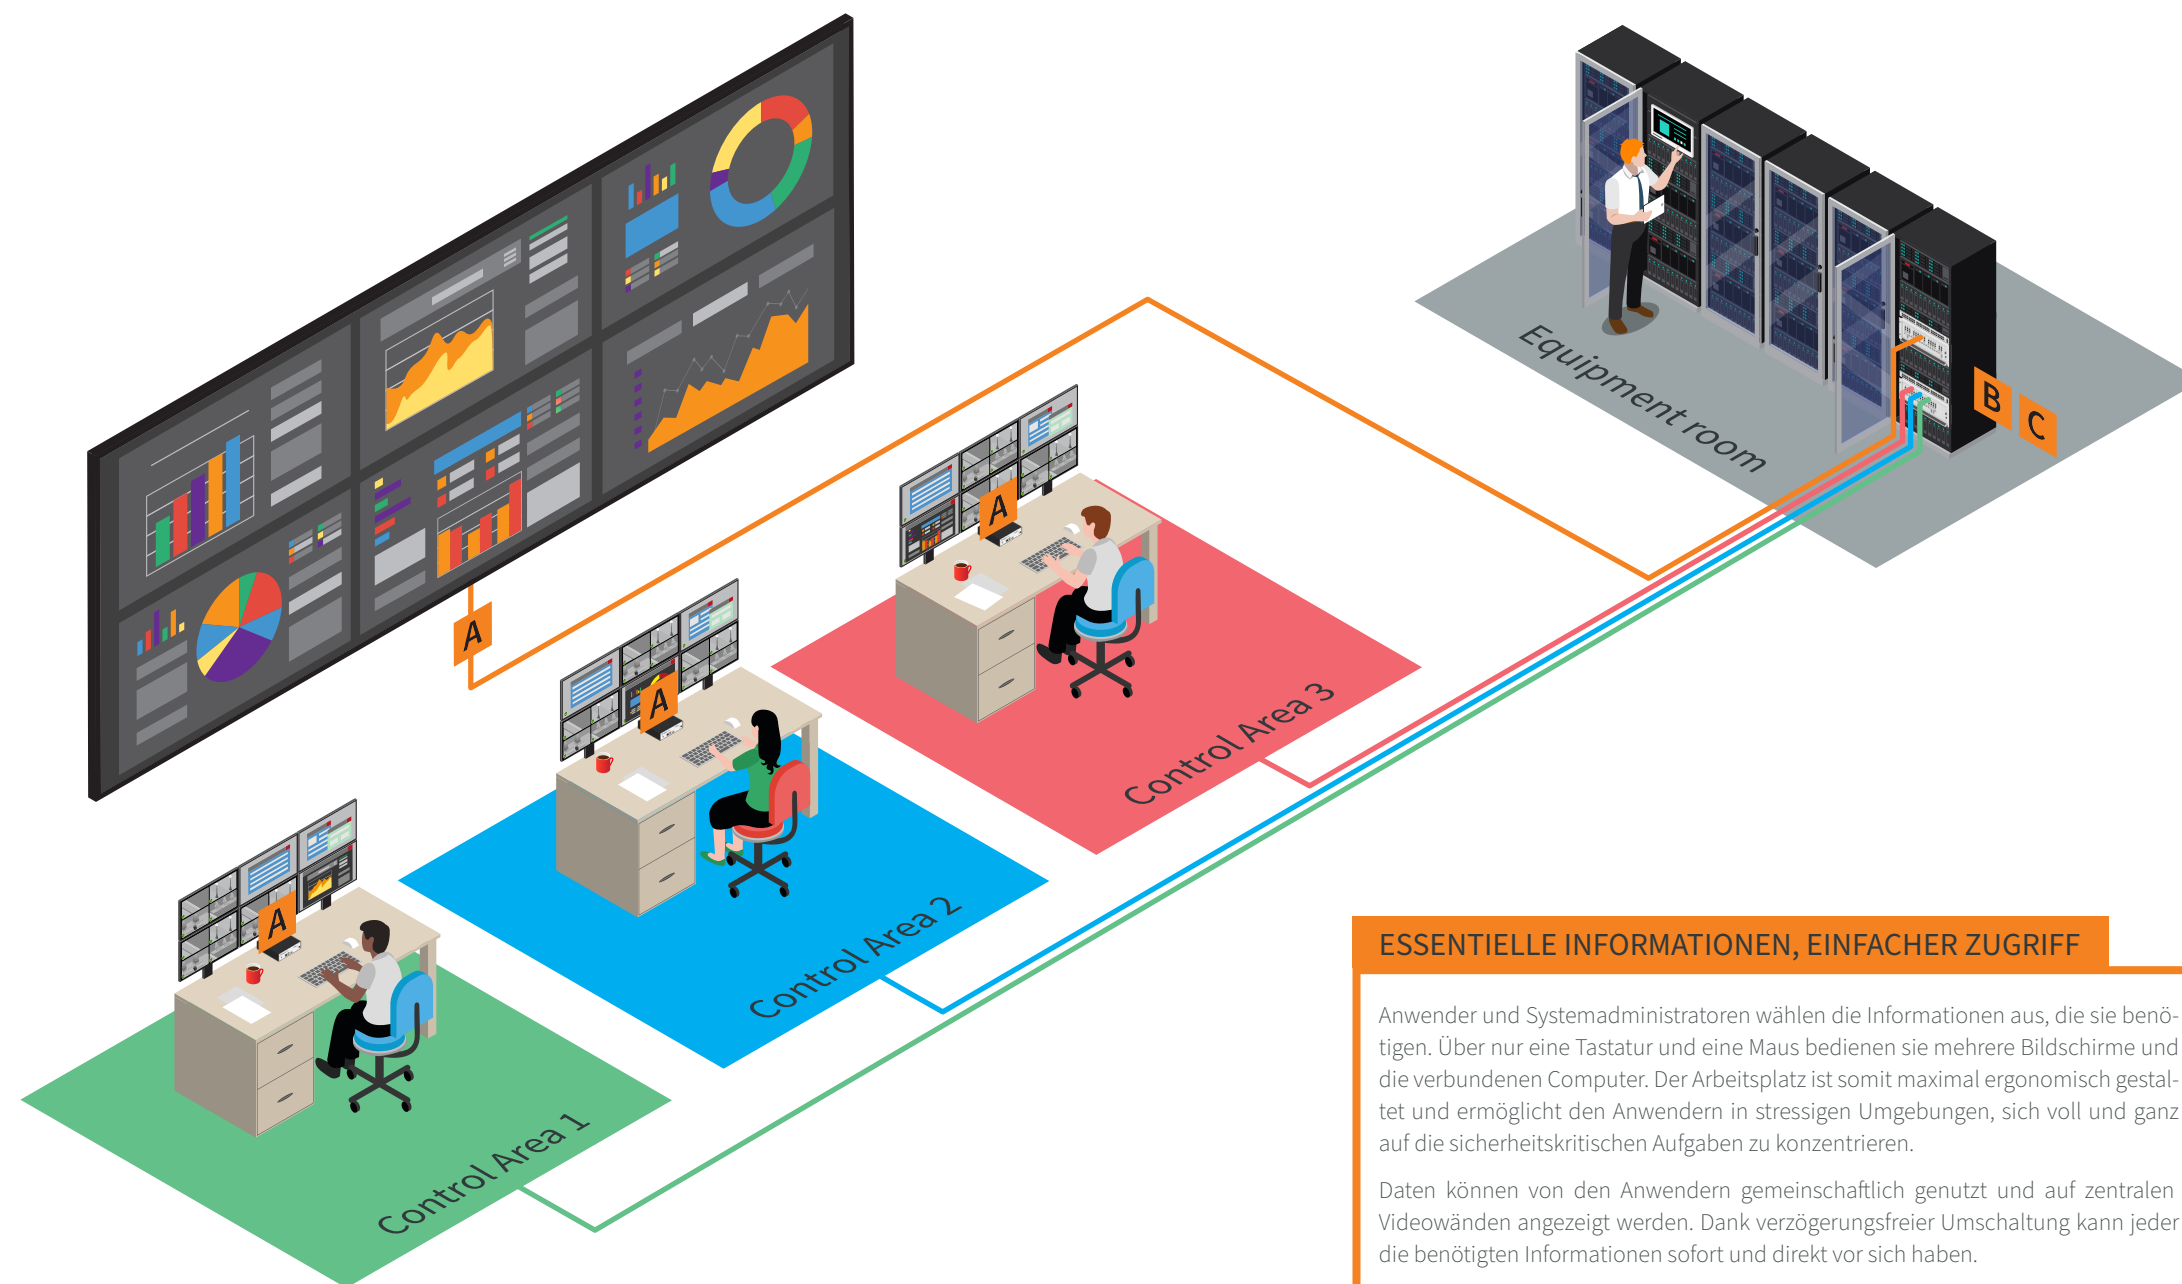 Equipment room
B
C
A
A
Control Area 3
A
Control Area 2
A
Control Area 1
ESSENTIELLE INFORMATIONEN, EINFACHER ZUGRIFF
Anwender und Systemadministratoren wählen die Informationen aus, die sie benö-
tigen. Über nur eine Tastatur und eine Maus bedienen sie mehrere Bildschirme und
die verbundenen Computer. Der Arbeitsplatz ist somit maximal ergonomisch gestal-
tet und ermöglicht den Anwendern in stressigen Umgebungen, sich voll und ganz
auf die sicherheitskritischen Aufgaben zu konzentrieren.
Daten können von den Anwendern gemeinschaftlich genutzt und auf zentralen
Videowänden angezeigt werden. Dank verzögerungsfreier Umschaltung kann jeder
die benötigten Informationen sofort und direkt vor sich haben.